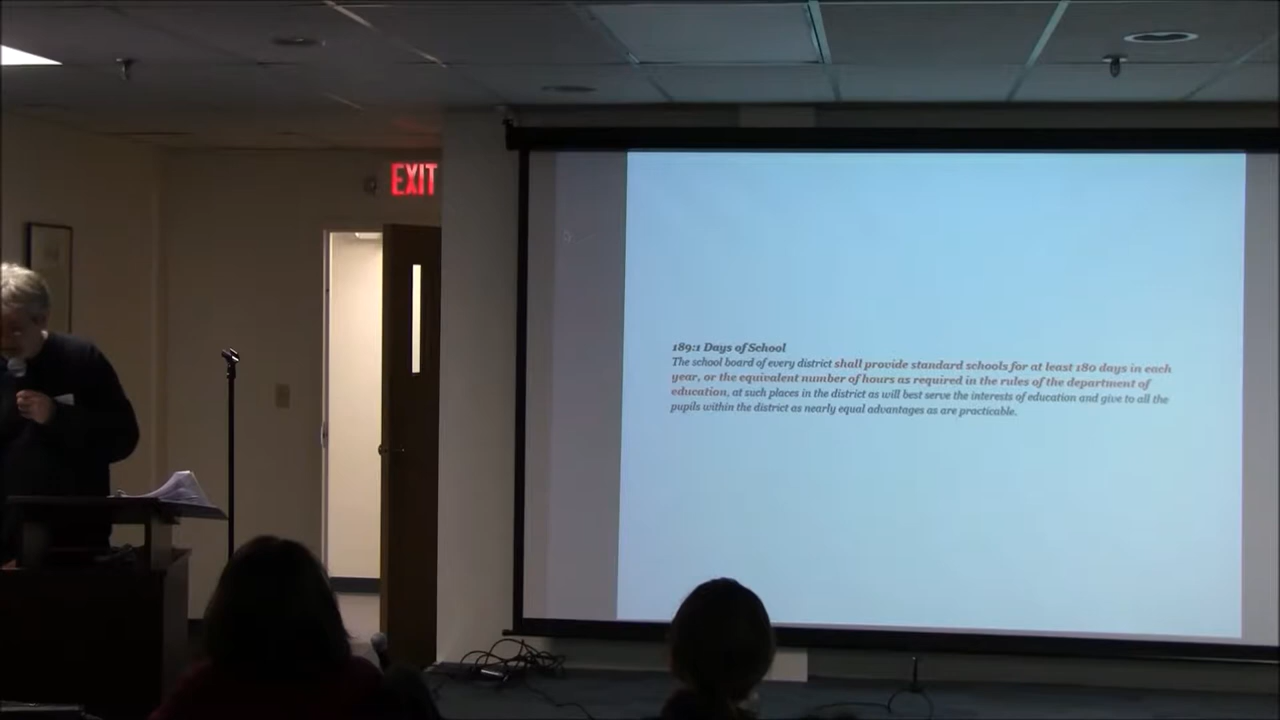 EXIT
189:1 Days of School
The school board of every district shall provide standard schools for at least 180 days in each
year, or the equivalent number of hours as required in the rules of the department of
education, at such places in the district as will best serve the interests of education and give to all the
pupils within the district as nearly equal advantages as are practicable.